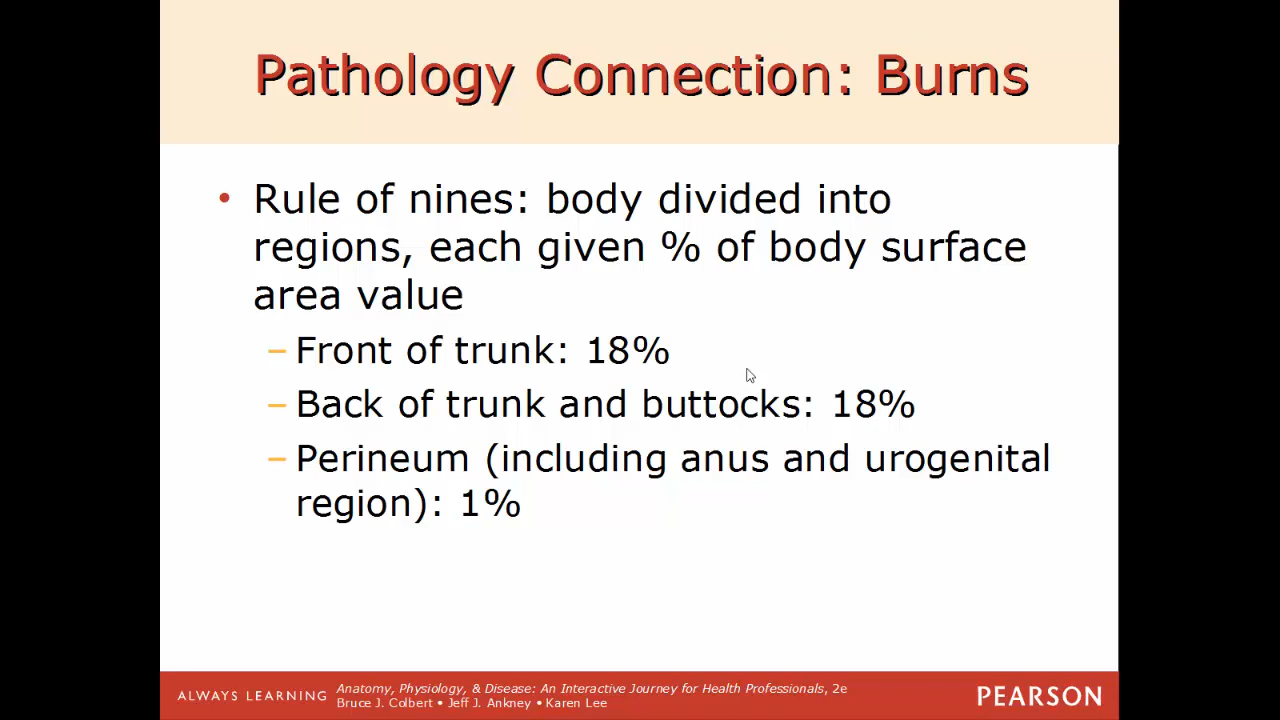 Pathology Connection: Burns
• Rule of nines: body divided into
regions, each given % of body surface
area value
– Front of trunk: 18%
– Back of trunk and buttocks: 18%
– Perineum (including anus and urogenital
region): 1%
ALWAYS LEARNING
Anatomy, Physiology, & Disease: An Interactive Journey for Health Professionals, 2e
Bruce J. Colbert • Jeff J. Ankney • Karen Lee
PEARSON